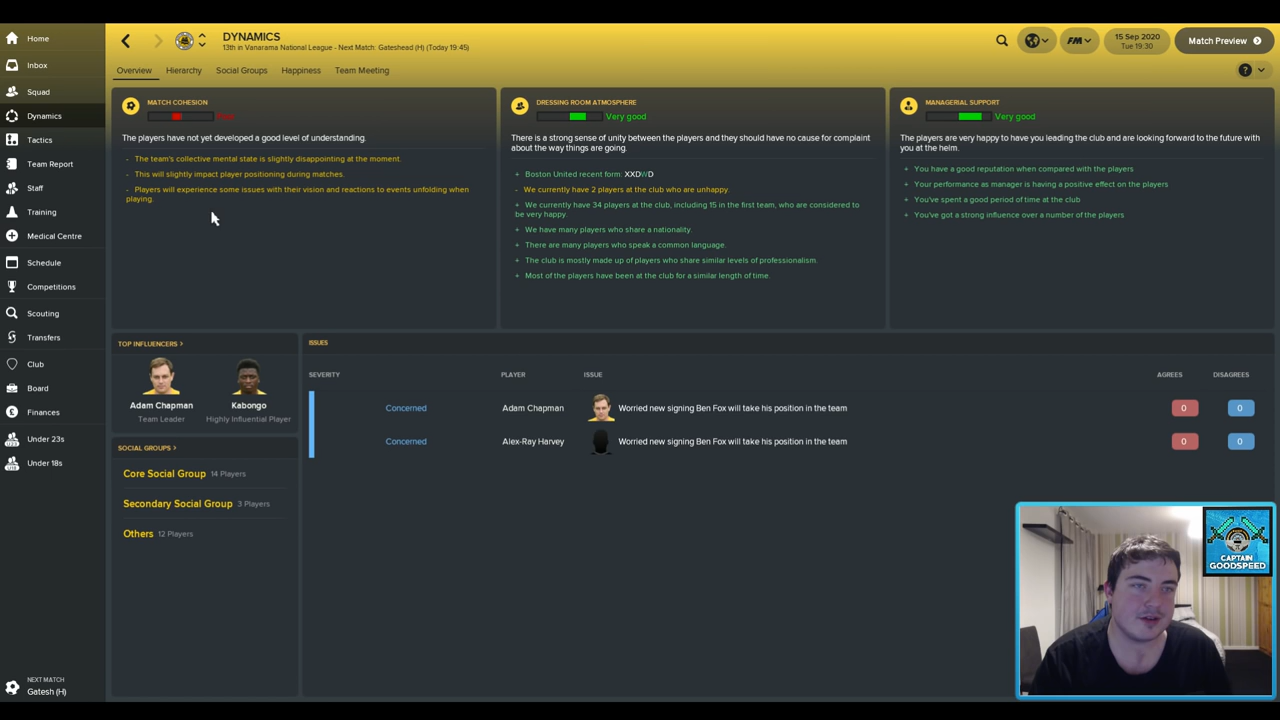 Home
Inbox
Squad
Dynamics
Tactics
Team Report
Staff
Training
Medical Centre
Schedule
Competitions
Scouting
Transfers
Club
Board
Finances
Under 23s
Under 18s
NEXT MATCH
Gatesh (H)
DYNAMICS
13th in Vanarama National League - Next Match: Gateshead (H) (Today 19:45)
FM
15 Sep 2020
Tue 19:30
Match Preview
Overview Hierarchy Social Groups Happiness Team Meeting
?
MATCH COHESION
The players have not yet developed a good level of understanding.
- The team's collective mental state is slightly disappointing at the moment.
- This will slightly impact player positioning during matches.
- Players will experience some issues with their vision and reactions to events unfolding when
playing.
DRESSING ROOM ATMOSPHERE
Very good
There is a strong sense of unity between the players and they should have no cause for complaint
about the way things are going.
+ Boston United recent form: XXDWD
- We currently have 2 players at the club who are unhappy.
+ We currently have 34 players at the club, including 15 in the first team, who are considered to
be very happy.
+ We have many players who share a nationality.
+ There are many players who speak a common language.
+ The club is mostly made up of players who share similar levels of professionalism.
+ Most of the players have been at the club for a similar length of time.
MANAGERIAL SUPPORT
Very good
The players are very happy to have you leading the club and are looking forward to the future with
you at the helm.
+ You have a good reputation when compared with the players
+ Your performance as manager is having a positive effect on the players
+ You've spent a good period of time at the club
+ You've got a strong influence over a number of the players
TOP INFLUENCERS >
Adam Chapman
Team Leader
Kabongo
Highly Influential Player
SOCIAL GROUPS >
Core Social Group 14 Players
Secondary Social Group 3 Players
Others 12 Players
ISSUES
SEVERITY PLAYER ISSUE AGREES DISAGREES
Concerned Adam Chapman Worried new signing Ben Fox will take his position in the team 0 0
Concerned Alex-Ray Harvey Worried new signing Ben Fox will take his position in the team 0 0
CAPTAIN
GOODSPEED